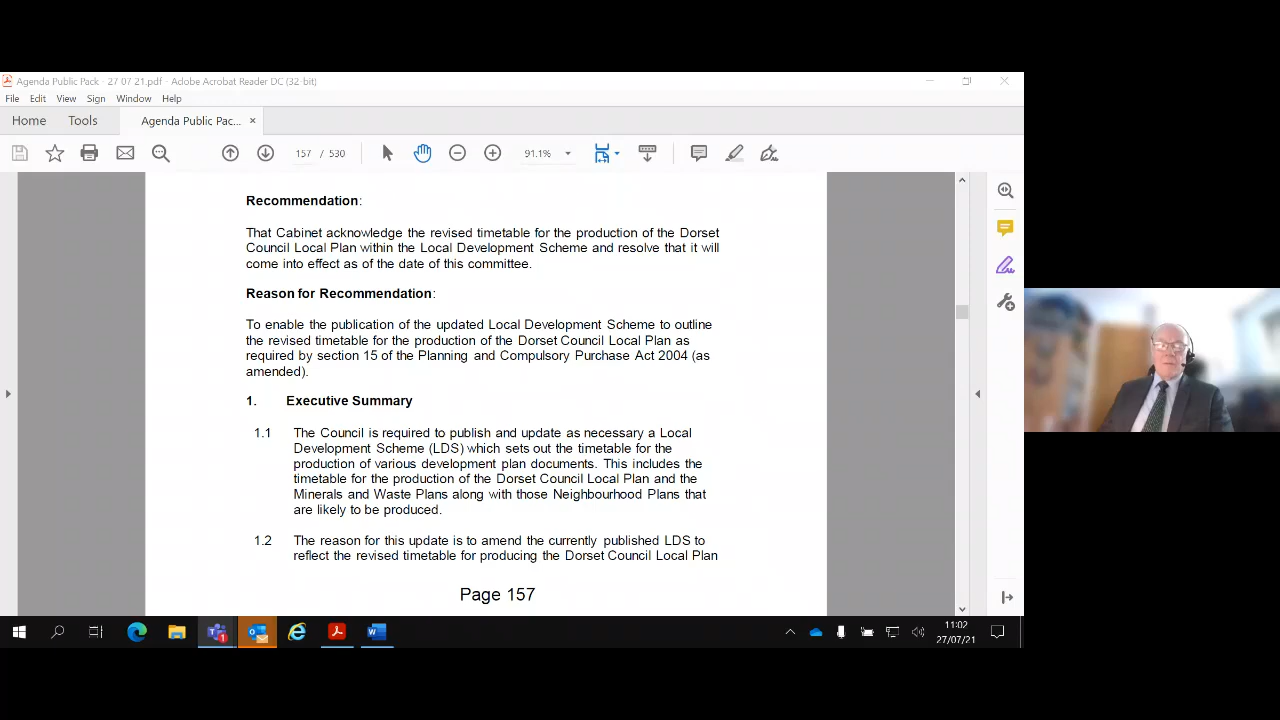 Agenda Public Pack - 27 07 21.pdf - Adobe Acrobat Reader DC (32-bit)
File Edit View Sign Window Help
Home Tools Agenda Public Pac... ×
157 / 530 91.1%
Recommendation:
That Cabinet acknowledge the revised timetable for the production of the Dorset
Council Local Plan within the Local Development Scheme and resolve that it will
come into effect as of the date of this committee.
Reason for Recommendation:
To enable the publication of the updated Local Development Scheme to outline
the revised timetable for the production of the Dorset Council Local Plan as
required by section 15 of the Planning and Compulsory Purchase Act 2004 (as
amended).
1. Executive Summary
1.1 The Council is required to publish and update as necessary a Local
Development Scheme (LDS) which sets out the timetable for the
production of various development plan documents. This includes the
timetable for the production of the Dorset Council Local Plan and the
Minerals and Waste Plans along with those Neighbourhood Plans that
are likely to be produced.
1.2 The reason for this update is to amend the currently published LDS to
reflect the revised timetable for producing the Dorset Council Local Plan
Page 157
11:02
27/07/21